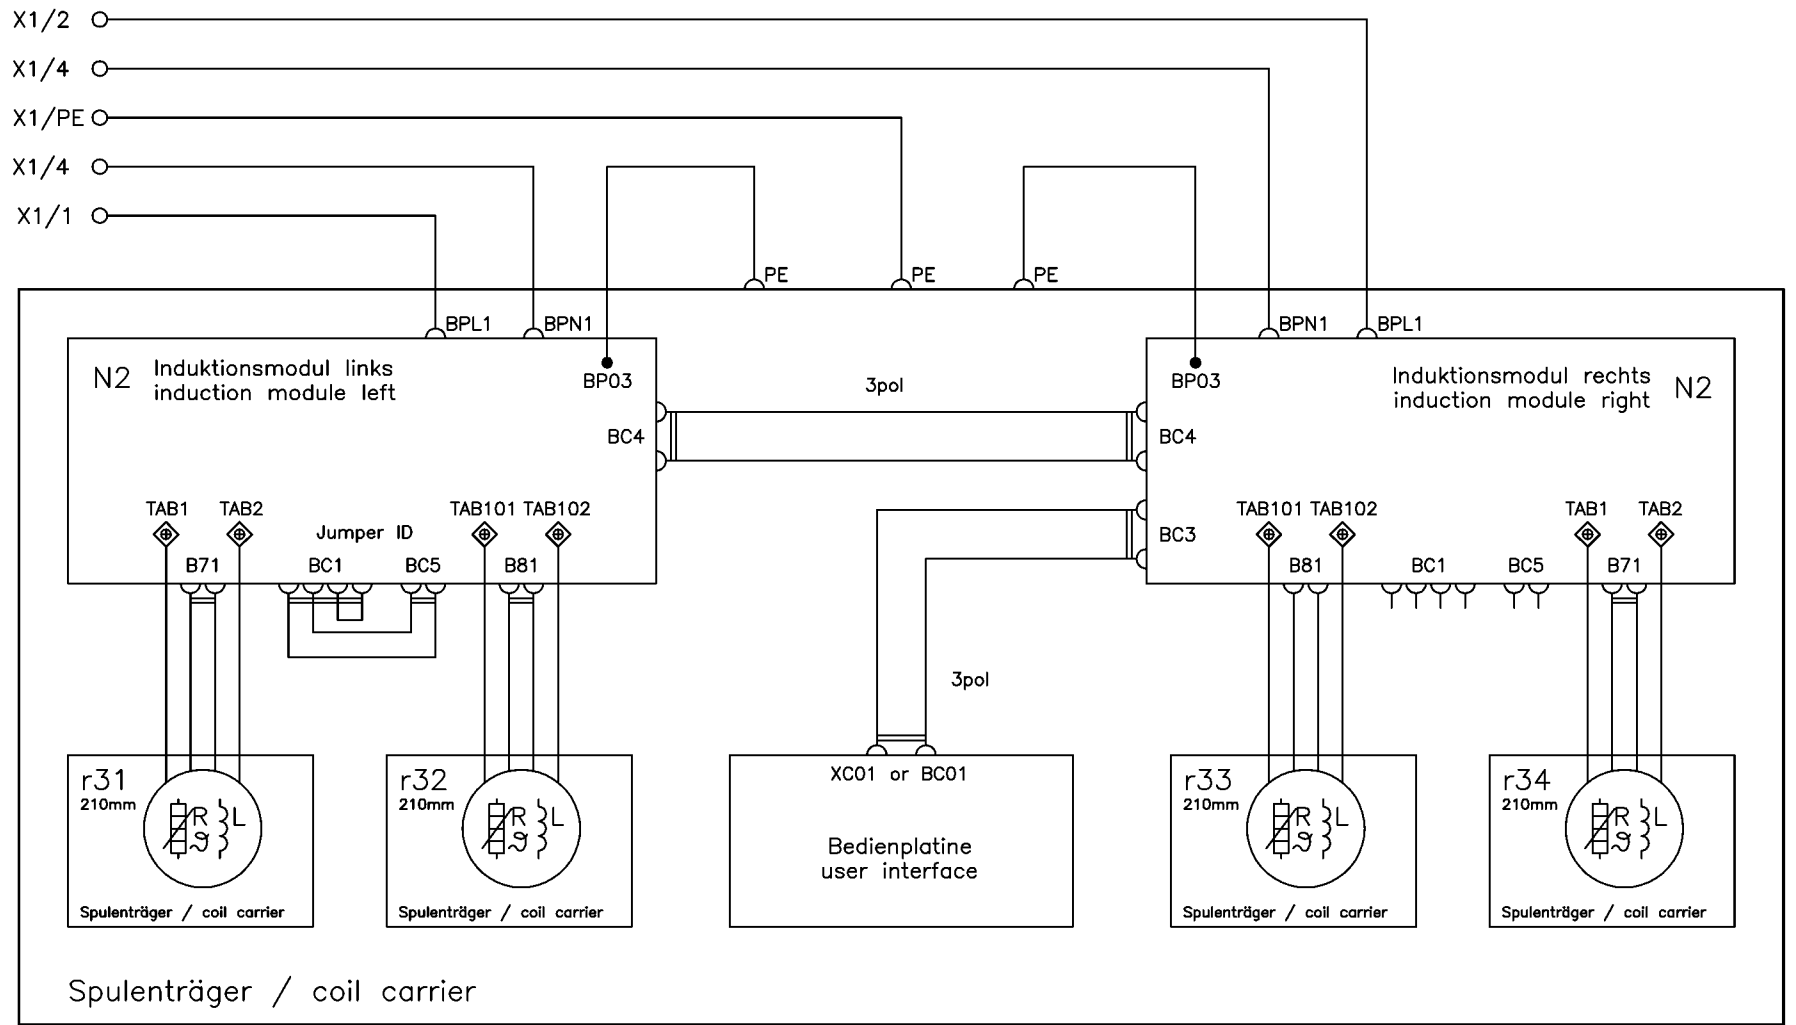 X1/2
X1/4
X1/PE
X1/4
X1/1
PE
PE
PE
BPL1
BPN1
BPN1
BPL1
N2
Induktionsmodul links
induction module left
BP03
3pol
BP03
Induktionsmodul rechts
induction module right
N2
BC4
BC4
TAB1
TAB2
Jumper ID
TAB101
TAB102
B71
BC1
BC5
B81
BC3
TAB101
TAB102
TAB1
TAB2
B81
BC1
BC5
B71
3pol
r31
210mm
R
L
ϑ
Spulenträger / coil carrier
r32
210mm
R
L
ϑ
Spulenträger / coil carrier
XC01 or BC01
Bedienplatine
user interface
r33
210mm
R
L
ϑ
Spulenträger / coil carrier
r34
210mm
R
L
ϑ
Spulenträger / coil carrier
Spulenträger / coil carrier